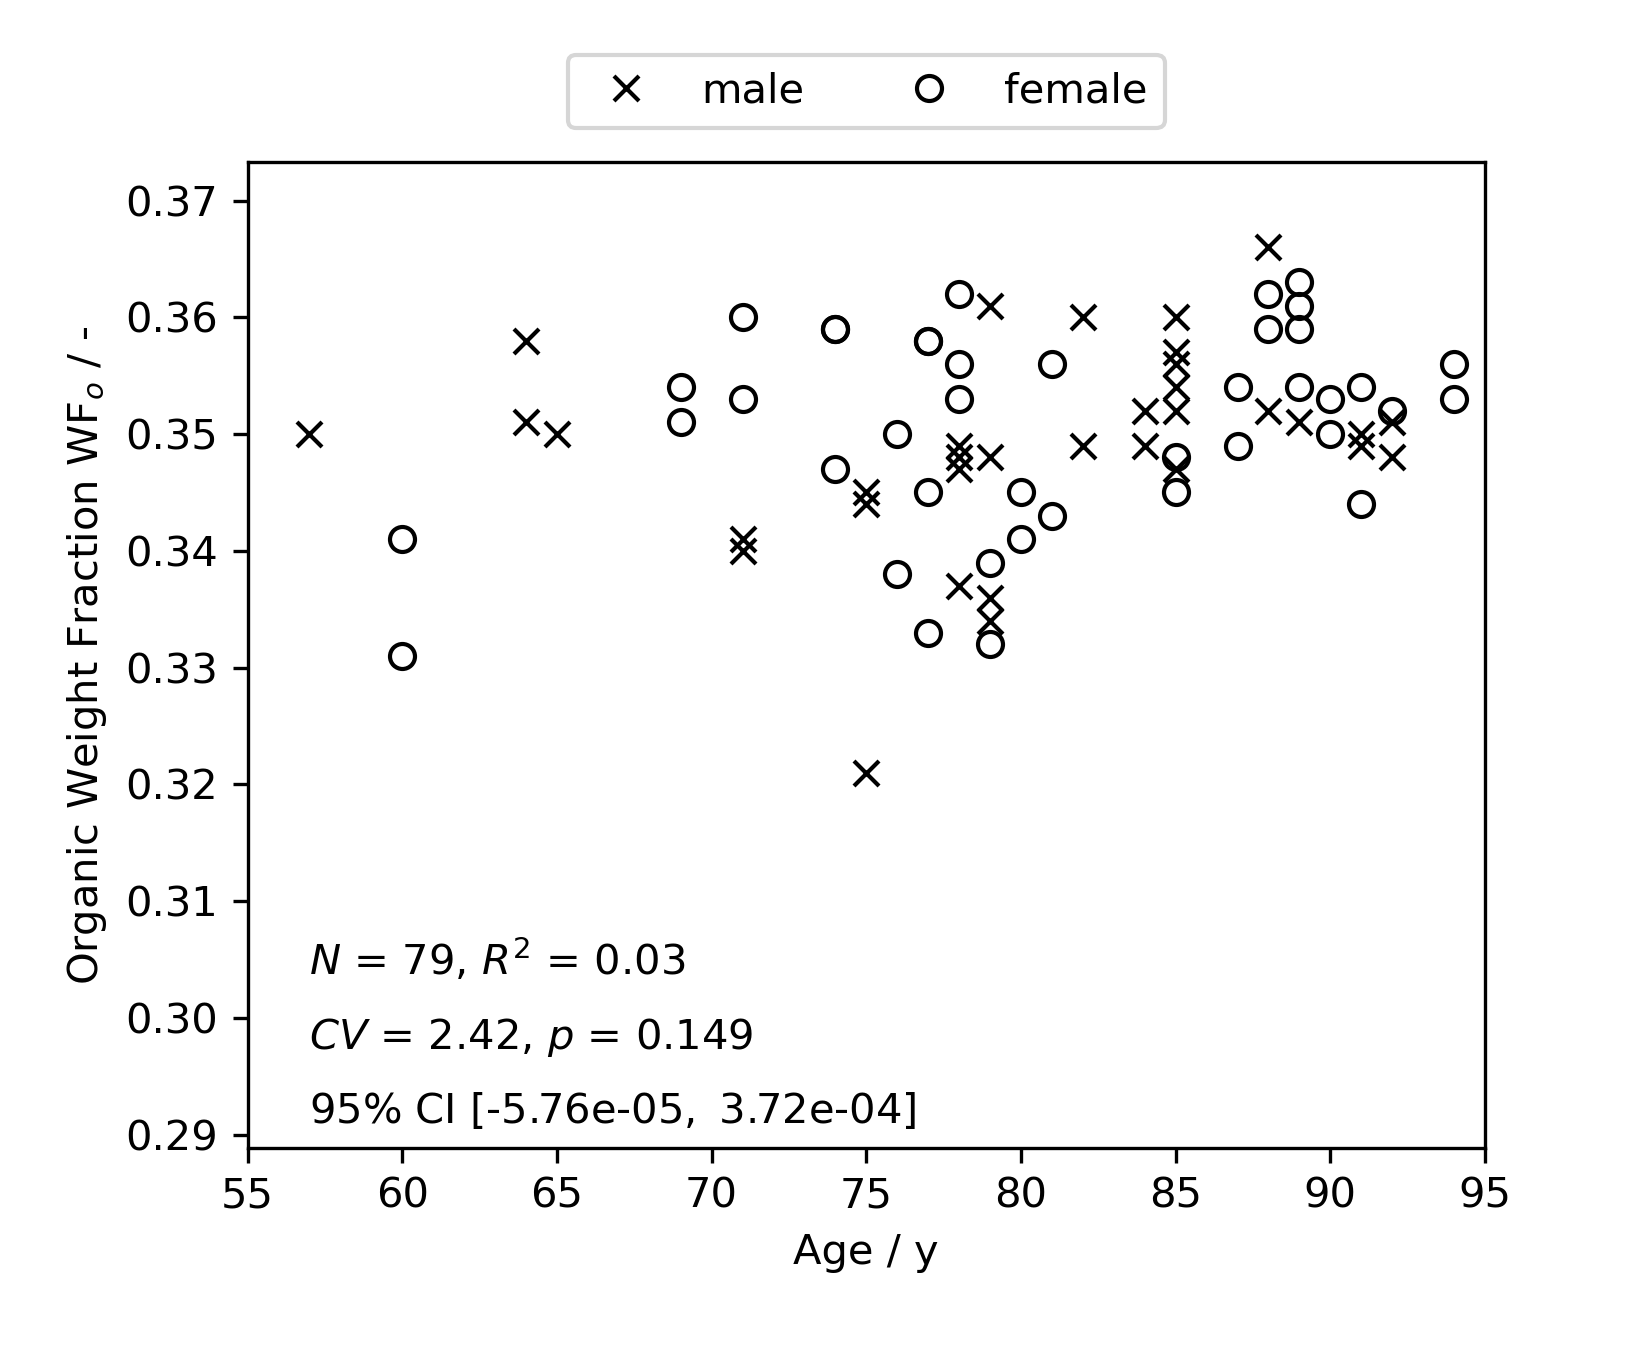 male female
0.37
0.36
0.35
0.34
0.33
0.32
0.31
0.30
0.29
Organic Weight Fraction WFo / -
N = 79, R² = 0.03
CV = 2.42, p = 0.149
95% CI [-5.76e-05, 3.72e-04]
55 60 65 70 75 80 85 90 95
Age / y